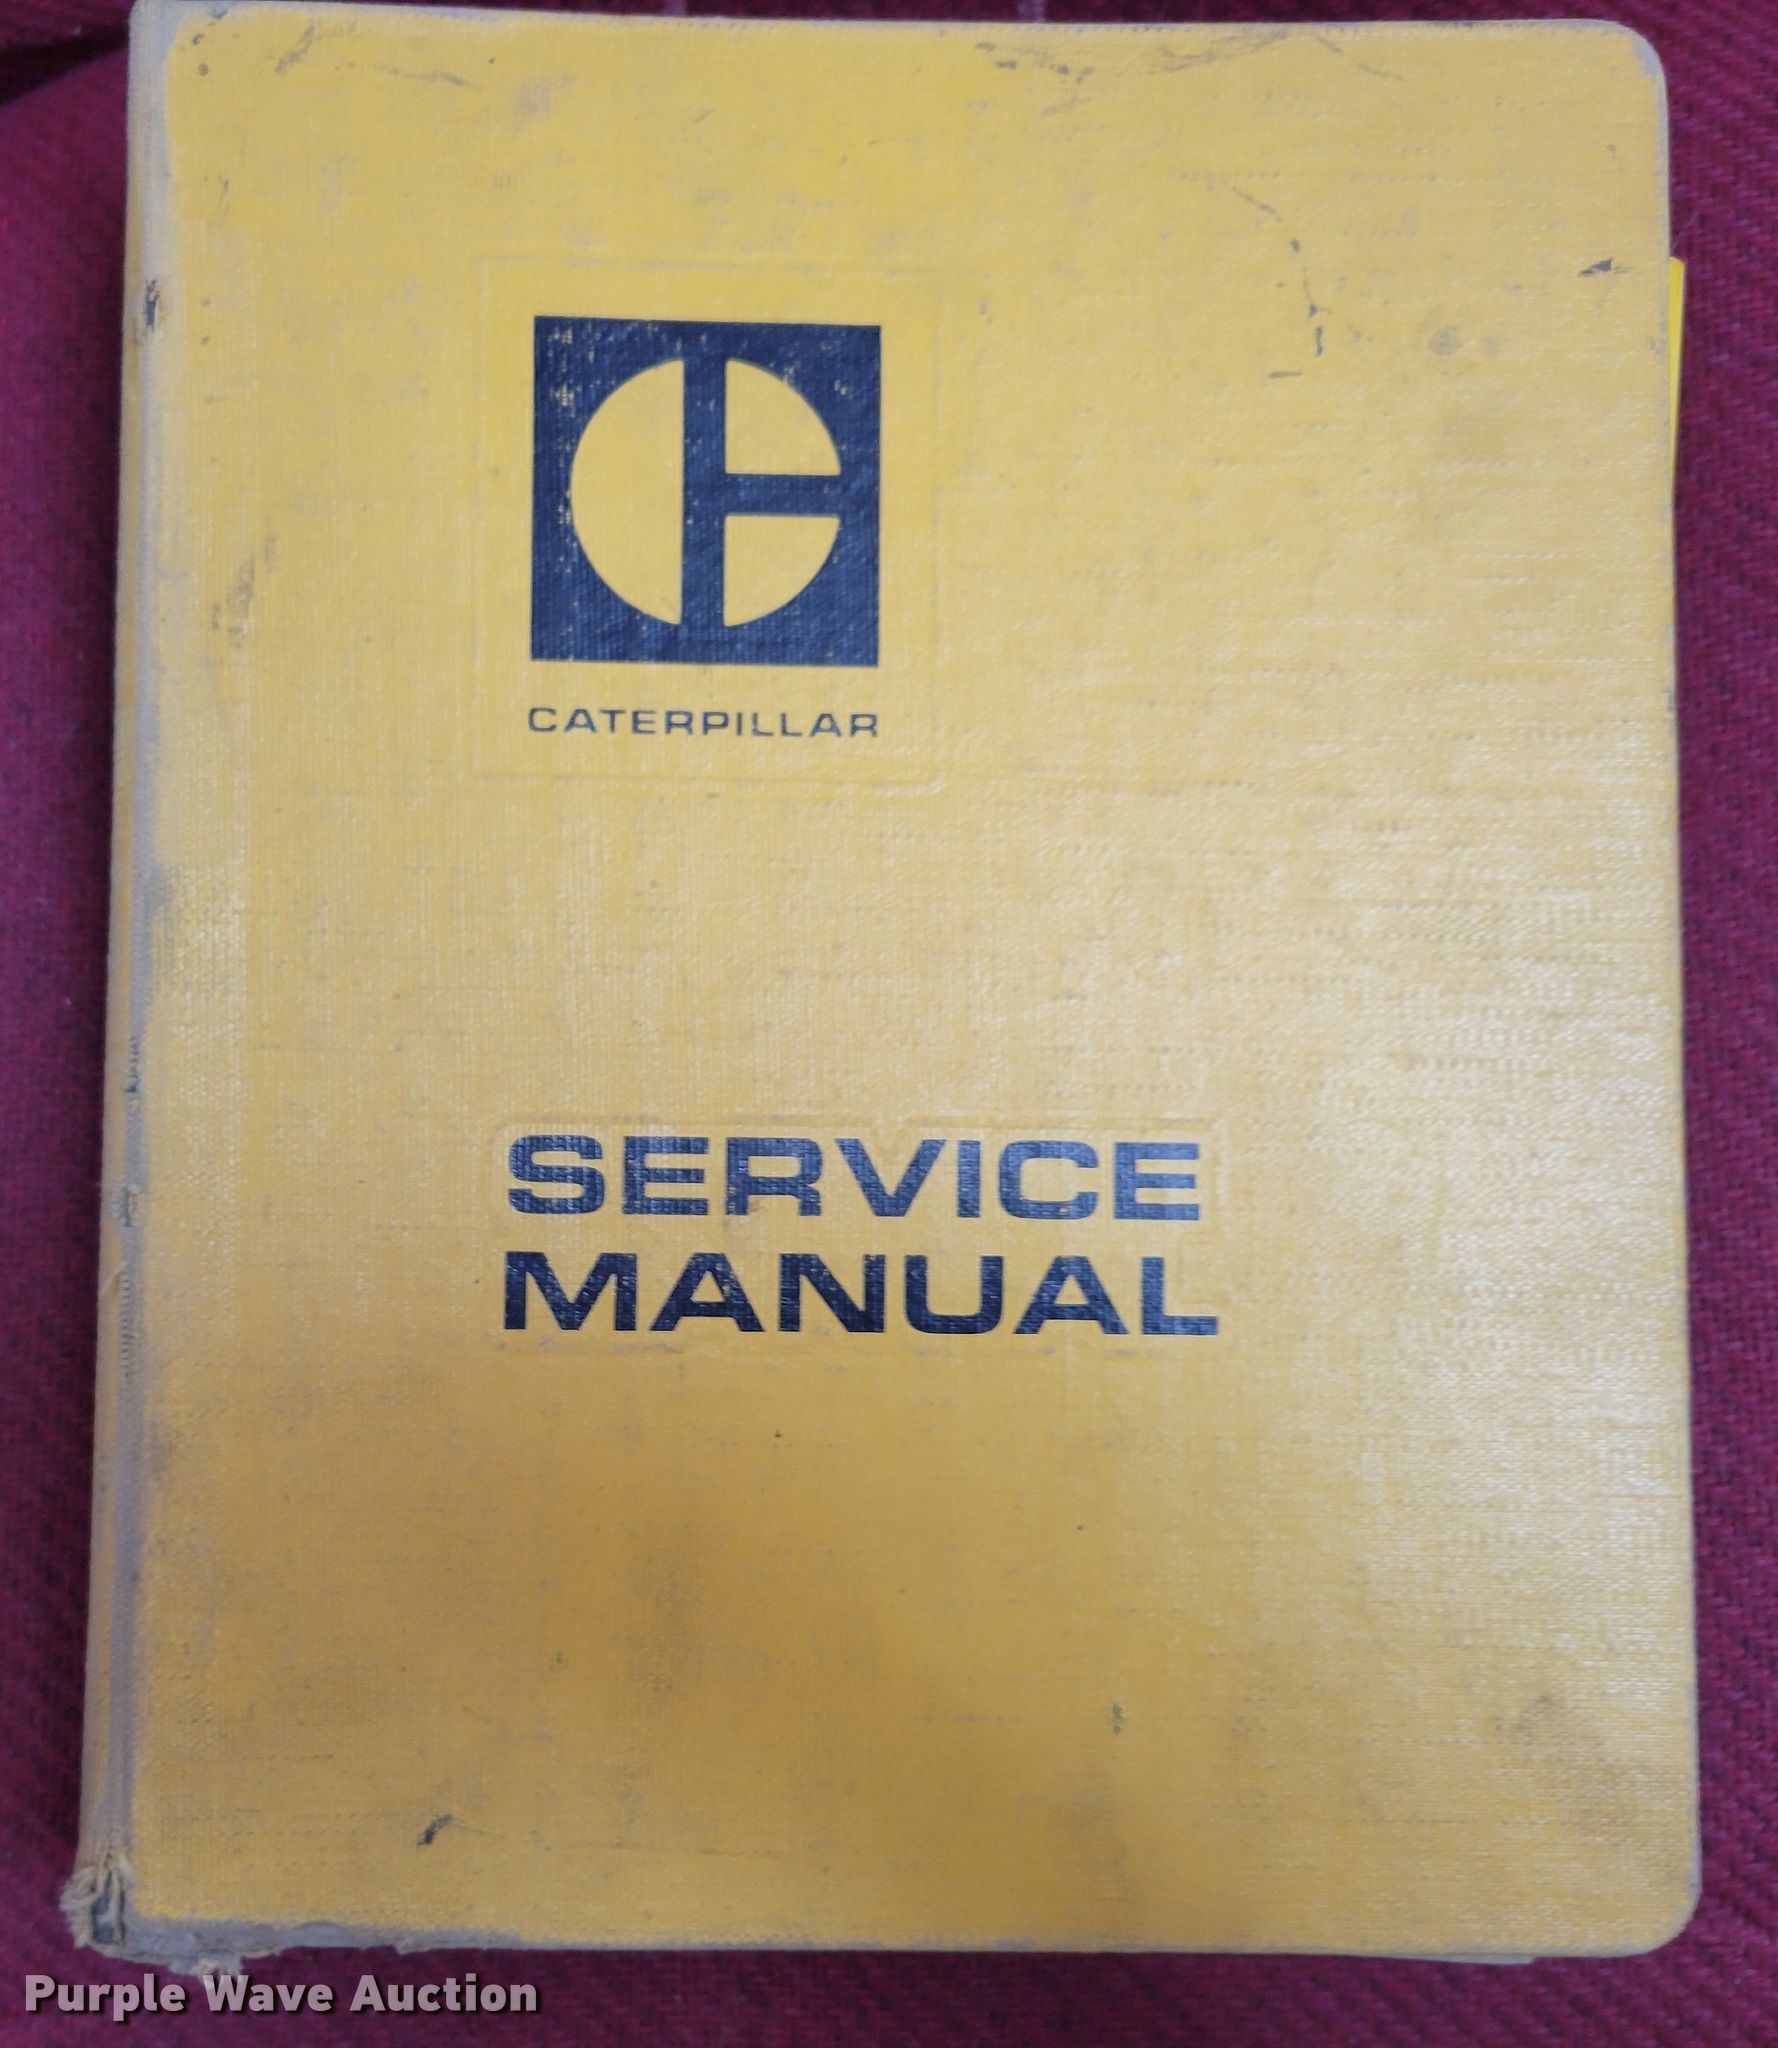 CATERPILLAR
SERVICE
MANUAL
Purple Wave Auction